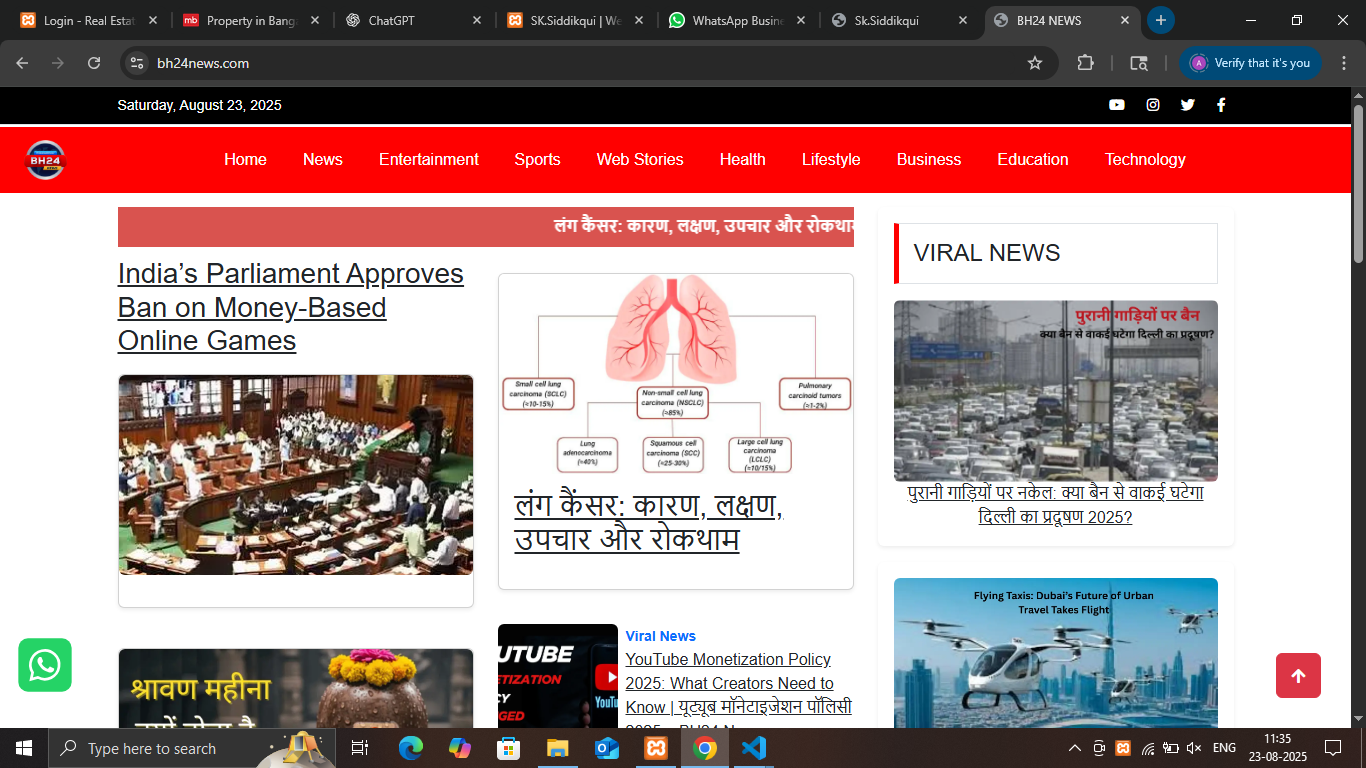 Login - Real Estat
Property in Banga
ChatGPT
SK.Siddikqui | We
WhatsApp Busine
Sk.Siddikqui
BH24 NEWS
bh24news.com
Verify that it's you
Saturday, August 23, 2025
BH24
Home
News
Entertainment
Sports
Web Stories
Health
Lifestyle
Business
Education
Technology
लंग कैंसर: कारण, लक्षण, उपचार और रोकथाम
India’s Parliament Approves
Ban on Money-Based
Online Games
Small cell lung
carcinoma (SCLC)
(≈10-15%)
Non-small cell lung
carcinoma (NSCLC)
(≈85%)
Pulmonary
carcinoid tumors
(≈1-2%)
Lung
adenocarcinoma
(≈40%)
Squamous cell
carcinoma (SCC)
(≈25-30%)
Large cell lung
carcinoma
(LCLC)
(≈10/15%)
लंग कैंसर: कारण, लक्षण,
उपचार और रोकथाम
VIRAL NEWS
पुरानी गाड़ियों पर बैन
क्या बैन से वाकई घटेगा दिल्ली का प्रदूषण?
पुरानी गाड़ियों पर नकेल: क्या बैन से वाकई घटेगा
दिल्ली का प्रदूषण 2025?
श्रावण महीना
UTUBE
ETIZATION
CY
NGED
YouTu
Viral News
YouTube Monetization Policy
2025: What Creators Need to
Know | यूट्यूब मॉनेटाइजेशन पॉलिसी
Flying Taxis: Dubai’s Future of Urban
Travel Takes Flight
Type here to search
ENG
11:35
23-08-2025